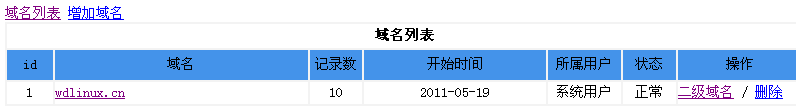 域名列表 增加域名
域名列表
id 域名 记录数 开始时间 所属用户 状态 操作
1 wdlinux.cn 10 2011-05-19 系统用户 正常 二级域名 / 删除